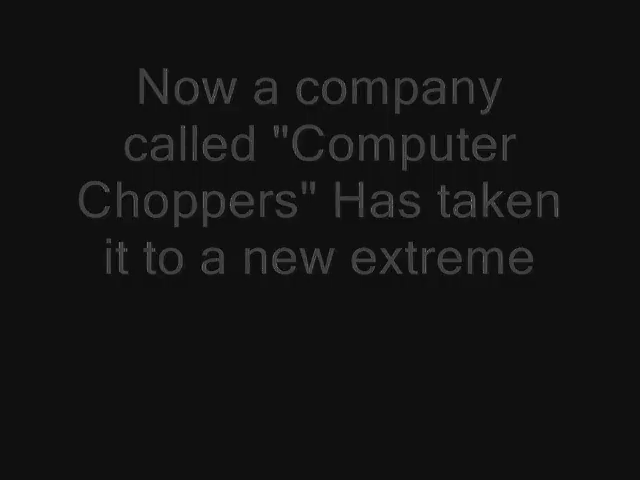 Now a company
called "Computer
Choppers" Has taken
it to a new extreme